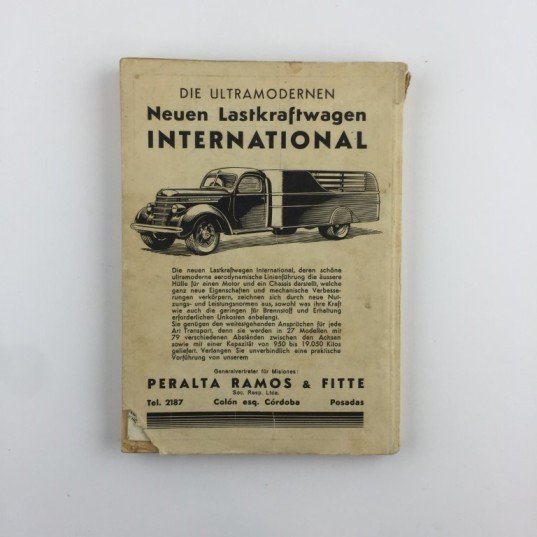 DIE ULTRAMODERNEN
Neuen Lastkraftwagen
INTERNATIONAL
Die neuen Lastkraftwagen International, deren schöne
ultramoderne aerodynamische Linienführung die äussere
Hülle für einen Motor und ein Chassis darstellt, welche
ganz neue Eigenschaften und mechanische Verbesse-
rungen verkörpern, zeichnen sich durch neue Nut-
zungs- und Leistungsnormen aus, sowohl was ihre Kraft
wie auch die geringen für Brennstoff und Erhaltung
erforderlichen Unkosten anbelangt.
Sie genügen den weitestgehenden Ansprüchen für jede
Art Transport, denn sie werden in 27 Modellen mit
79 verschiedenen Abständen zwischen den Achsen
sowie mit einer Kapazität von 950 bis 19.050 Kilos
geliefert. Verlangen Sie unverbindlich eine praktische
Vorführung von unserem
Generalvertreter für Misiones:
PERALTA RAMOS & FITTE
Soc. Resp. Ltda.
Tel. 2187 Colón esq. Córdoba Posadas